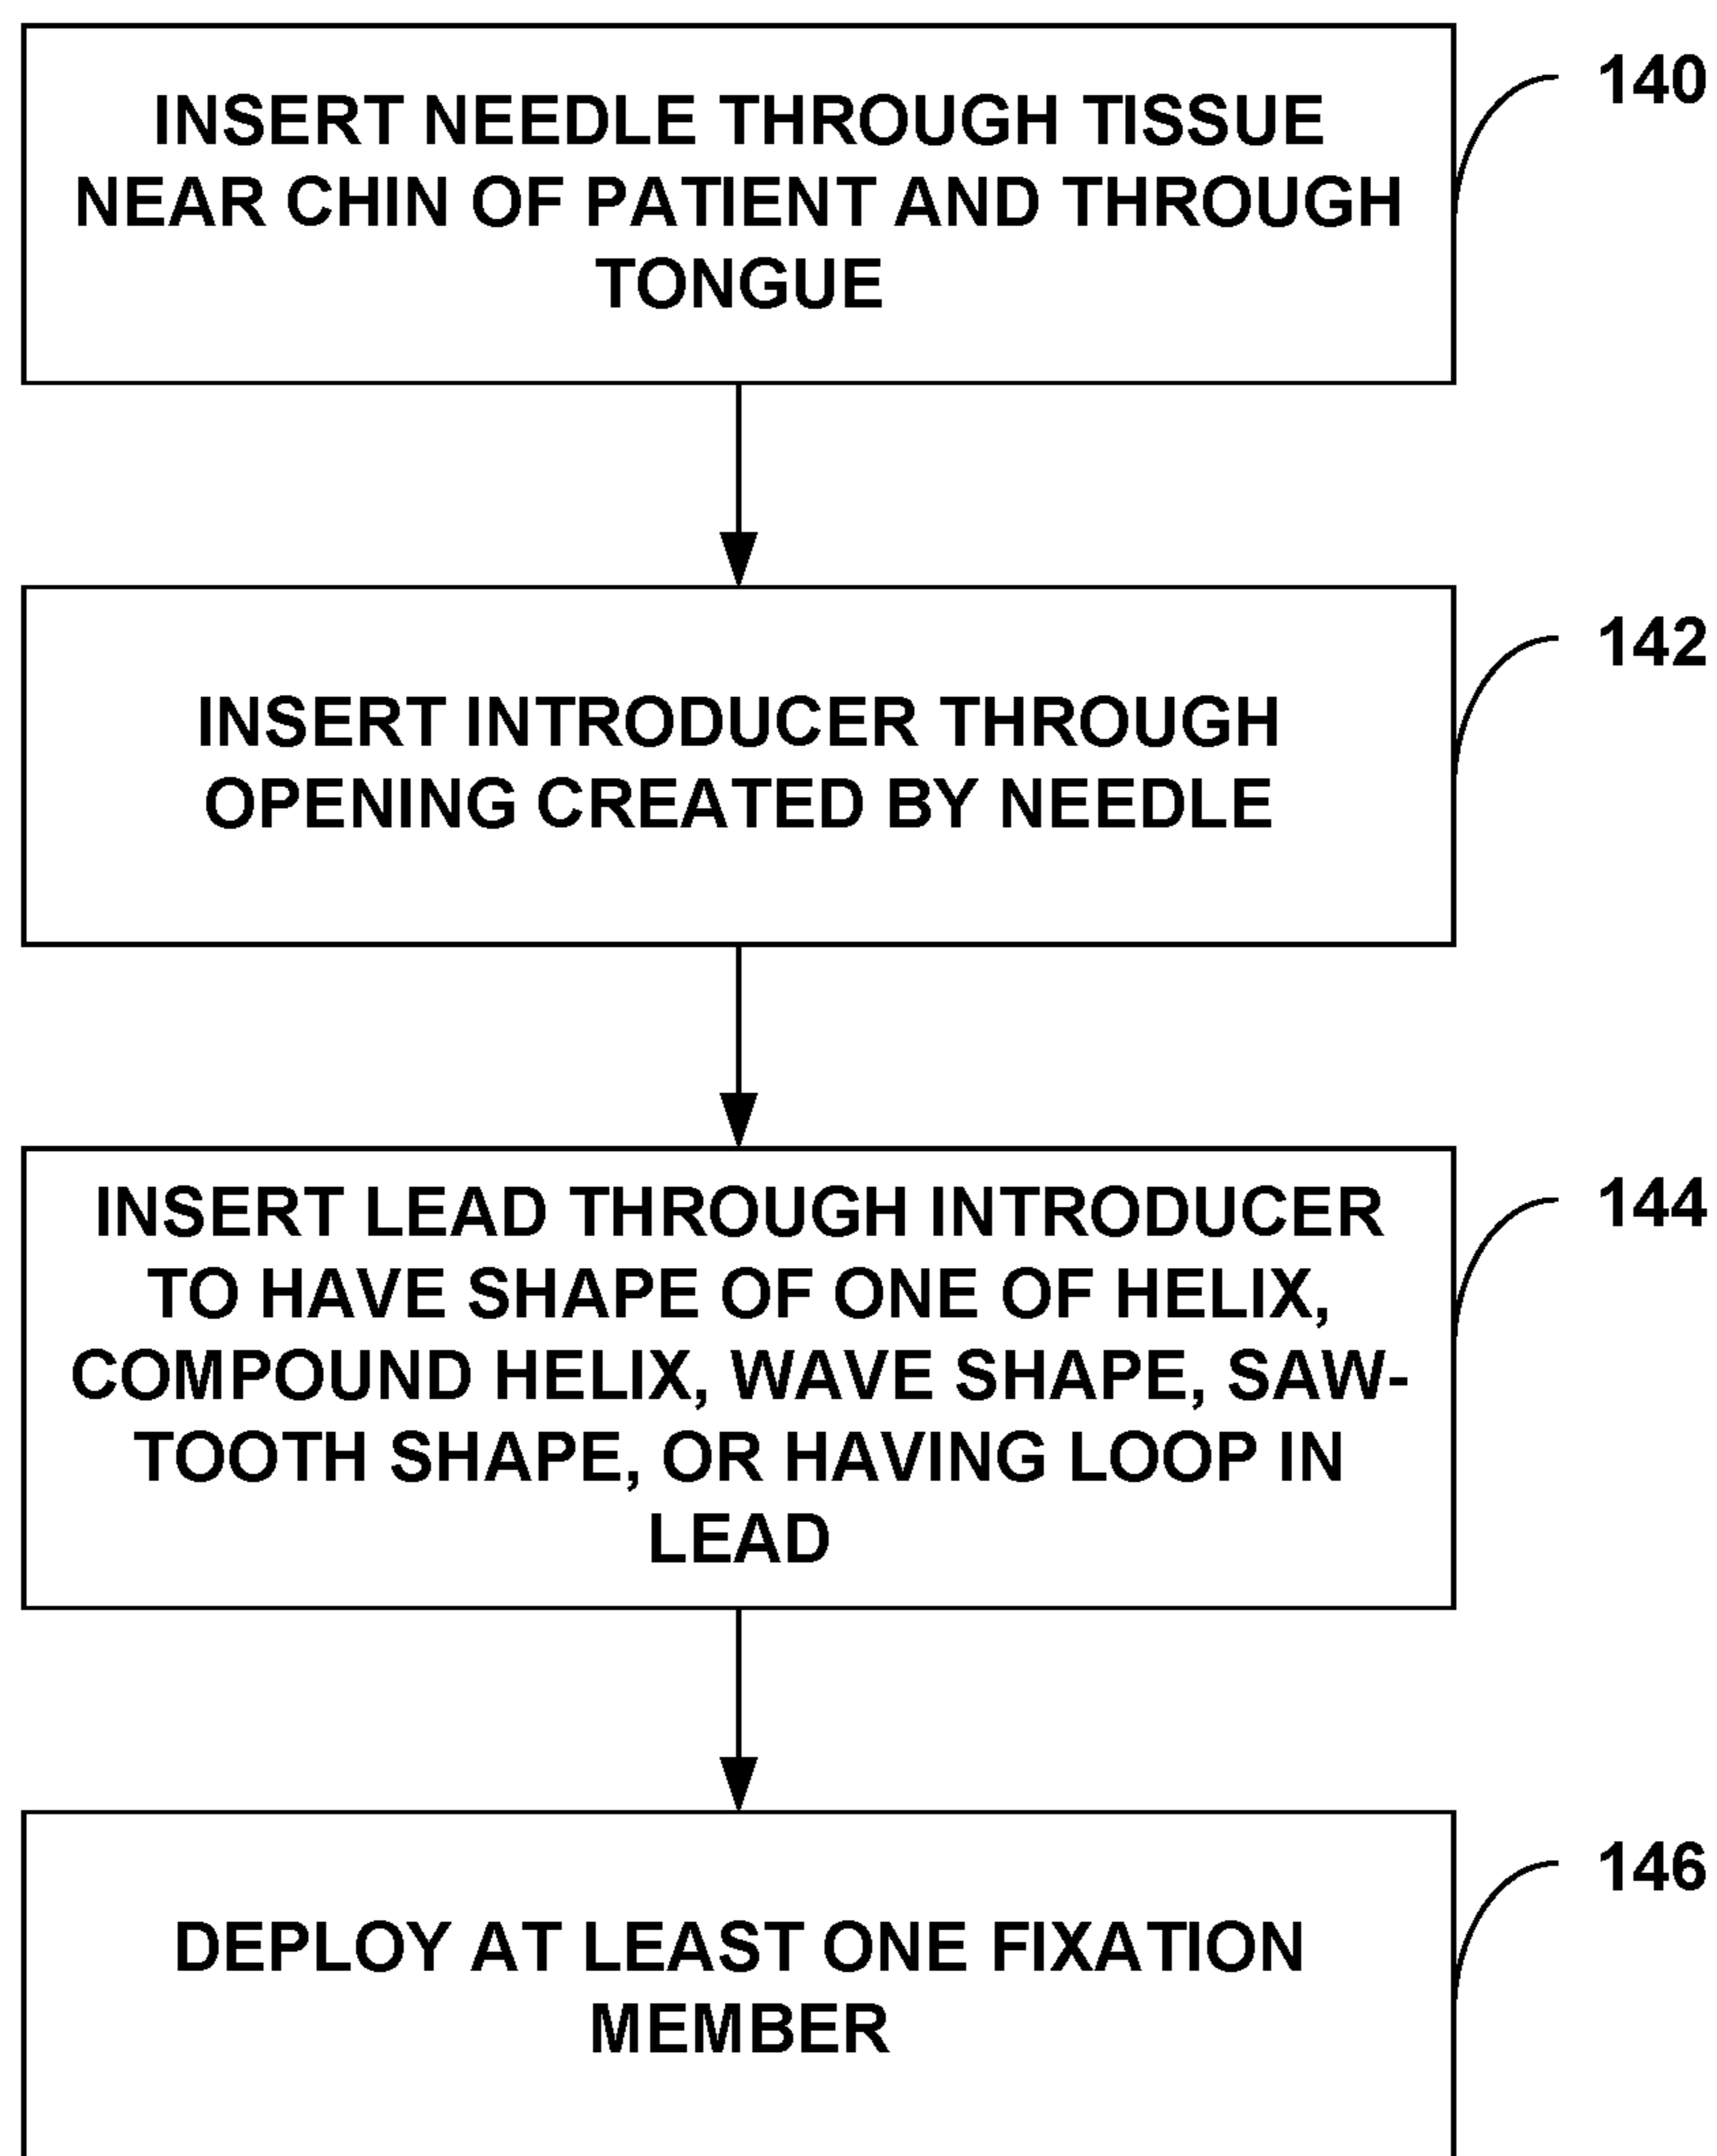 INSERT NEEDLE THROUGH TISSUE
NEAR CHIN OF PATIENT AND THROUGH
TONGUE
140
INSERT INTRODUCER THROUGH
OPENING CREATED BY NEEDLE
142
INSERT LEAD THROUGH INTRODUCER
TO HAVE SHAPE OF ONE OF HELIX,
COMPOUND HELIX, WAVE SHAPE, SAW-
TOOTH SHAPE, OR HAVING LOOP IN
LEAD
144
DEPLOY AT LEAST ONE FIXATION
MEMBER
146